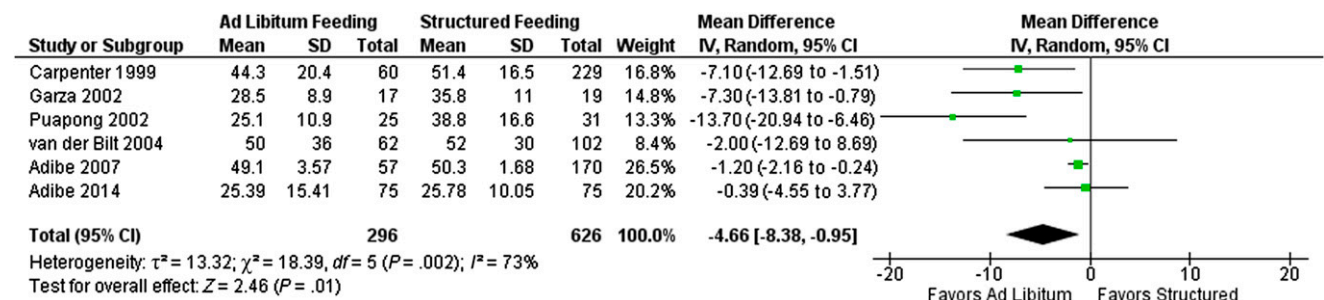 Ad Libitum Feeding Structured Feeding Mean Difference Mean Difference
Study or Subgroup Mean SD Total Mean SD Total Weight IV, Random, 95% CI IV, Random, 95% CI
Carpenter 1999 44.3 20.4 60 51.4 16.5 229 16.8% -7.10 (-12.69 to -1.51)
Garza 2002 28.5 8.9 17 35.8 11 19 14.8% -7.30 (-13.81 to -0.79)
Puapong 2002 25.1 10.9 25 38.8 16.6 31 13.3% -13.70 (-20.94 to -6.46)
van der Bilt 2004 50 36 62 52 30 102 8.4% -2.00 (-12.69 to 8.69)
Adibe 2007 49.1 3.57 57 50.3 1.68 170 26.5% -1.20 (-2.16 to -0.24)
Adibe 2014 25.39 15.41 75 25.78 10.05 75 20.2% -0.39 (-4.55 to 3.77)
Total (95% CI) 296 626 100.0% -4.66 [-8.38, -0.95]
Heterogeneity: τ² = 13.32; χ² = 18.39, df = 5 (P = .002); I² = 73%
Test for overall effect: Z = 2.46 (P = .01)
-20 -10 0 10 20
Favors Ad Libitum Favors Structured